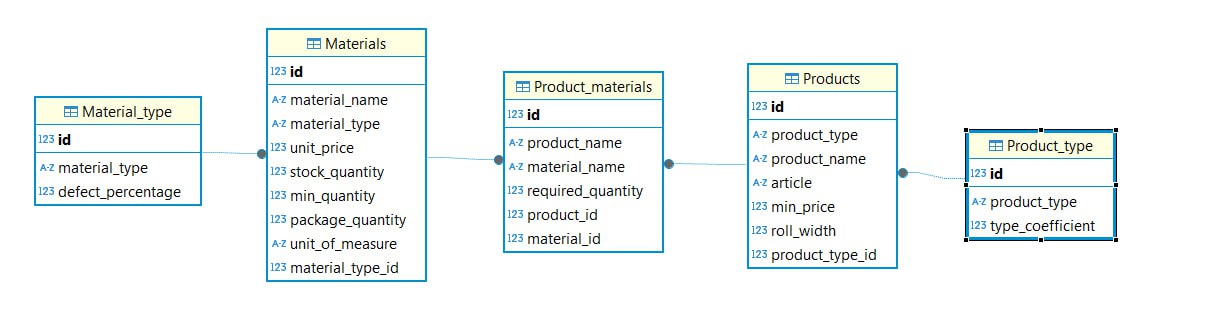 Material_type
123 id
A-Z material_type
123 defect_percentage
Materials
123 id
A-Z material_name
A-Z material_type
123 unit_price
123 stock_quantity
123 min_quantity
123 package_quantity
A-Z unit_of_measure
123 material_type_id
Product_materials
123 id
A-Z product_name
A-Z material_name
123 required_quantity
123 product_id
123 material_id
Products
123 id
A-Z product_type
A-Z product_name
A-Z article
123 min_price
123 roll_width
123 product_type_id
Product_type
123 id
A-Z product_type
123 type_coefficient